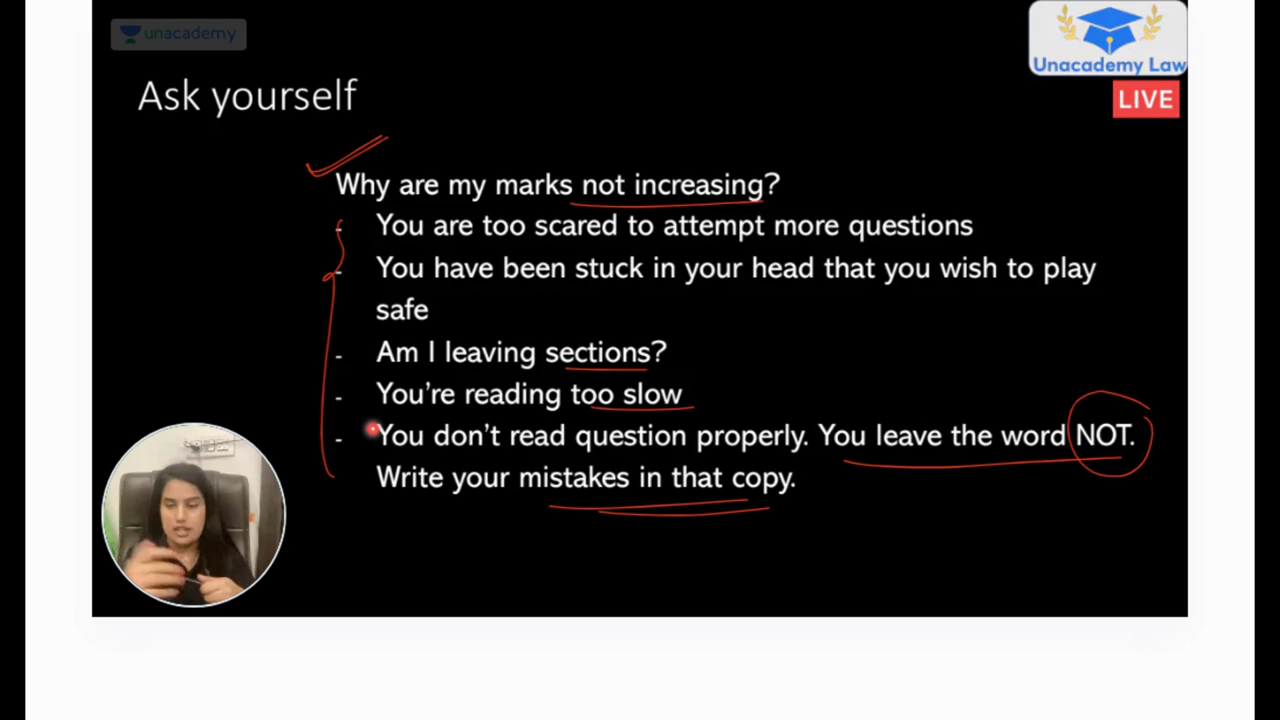 unacademy
Unacademy Law
LIVE
Ask yourself
Why are my marks not increasing?
- You are too scared to attempt more questions
- You have been stuck in your head that you wish to play
safe
- Am I leaving sections?
- You're reading too slow
- You don't read question properly. You leave the word NOT.
Write your mistakes in that copy.